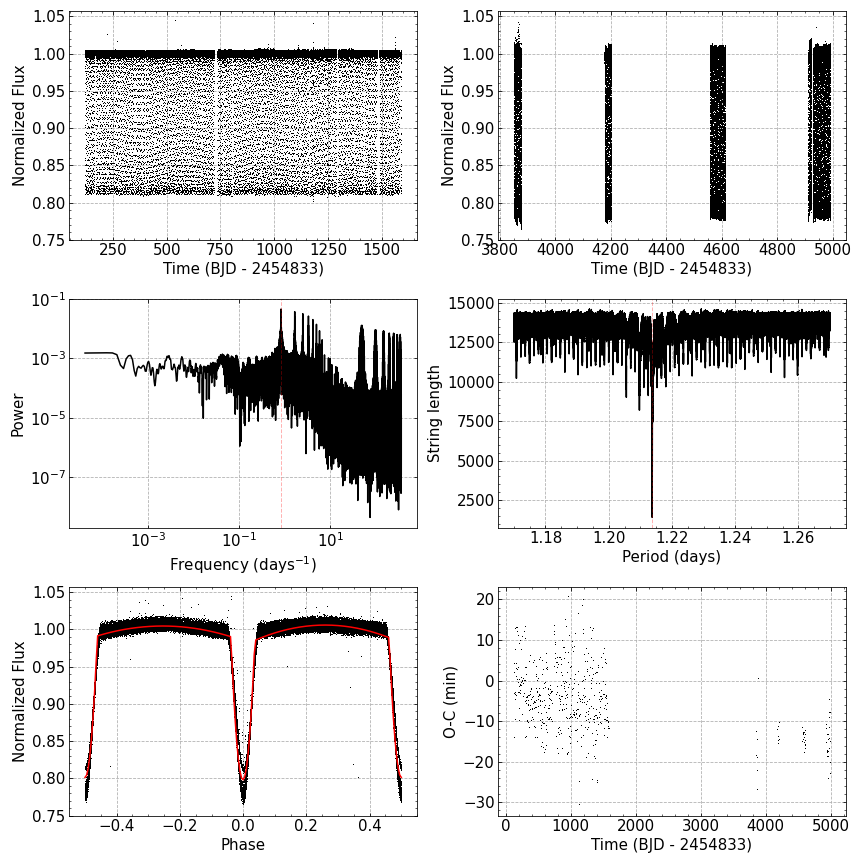 1.05
1.00
0.95
0.90
0.85
0.80
0.75
Normalized Flux
250 500 750 1000 1250 1500
Time (BJD - 2454833)
1.05
1.00
0.95
0.90
0.85
0.80
0.75
Normalized Flux
3800 4000 4200 4400 4600 4800 5000
Time (BJD - 2454833)
10⁻¹
10⁻³
10⁻⁵
10⁻⁷
Power
10⁻³ 10⁻¹ 10¹
Frequency (days⁻¹)
15000
12500
10000
7500
5000
2500
String length
1.18 1.20 1.22 1.24 1.26
Period (days)
1.05
1.00
0.95
0.90
0.85
0.80
0.75
Normalized Flux
−0.4 −0.2 0.0 0.2 0.4
Phase
20
10
0
−10
−20
−30
O-C (min)
0 1000 2000 3000 4000 5000
Time (BJD - 2454833)